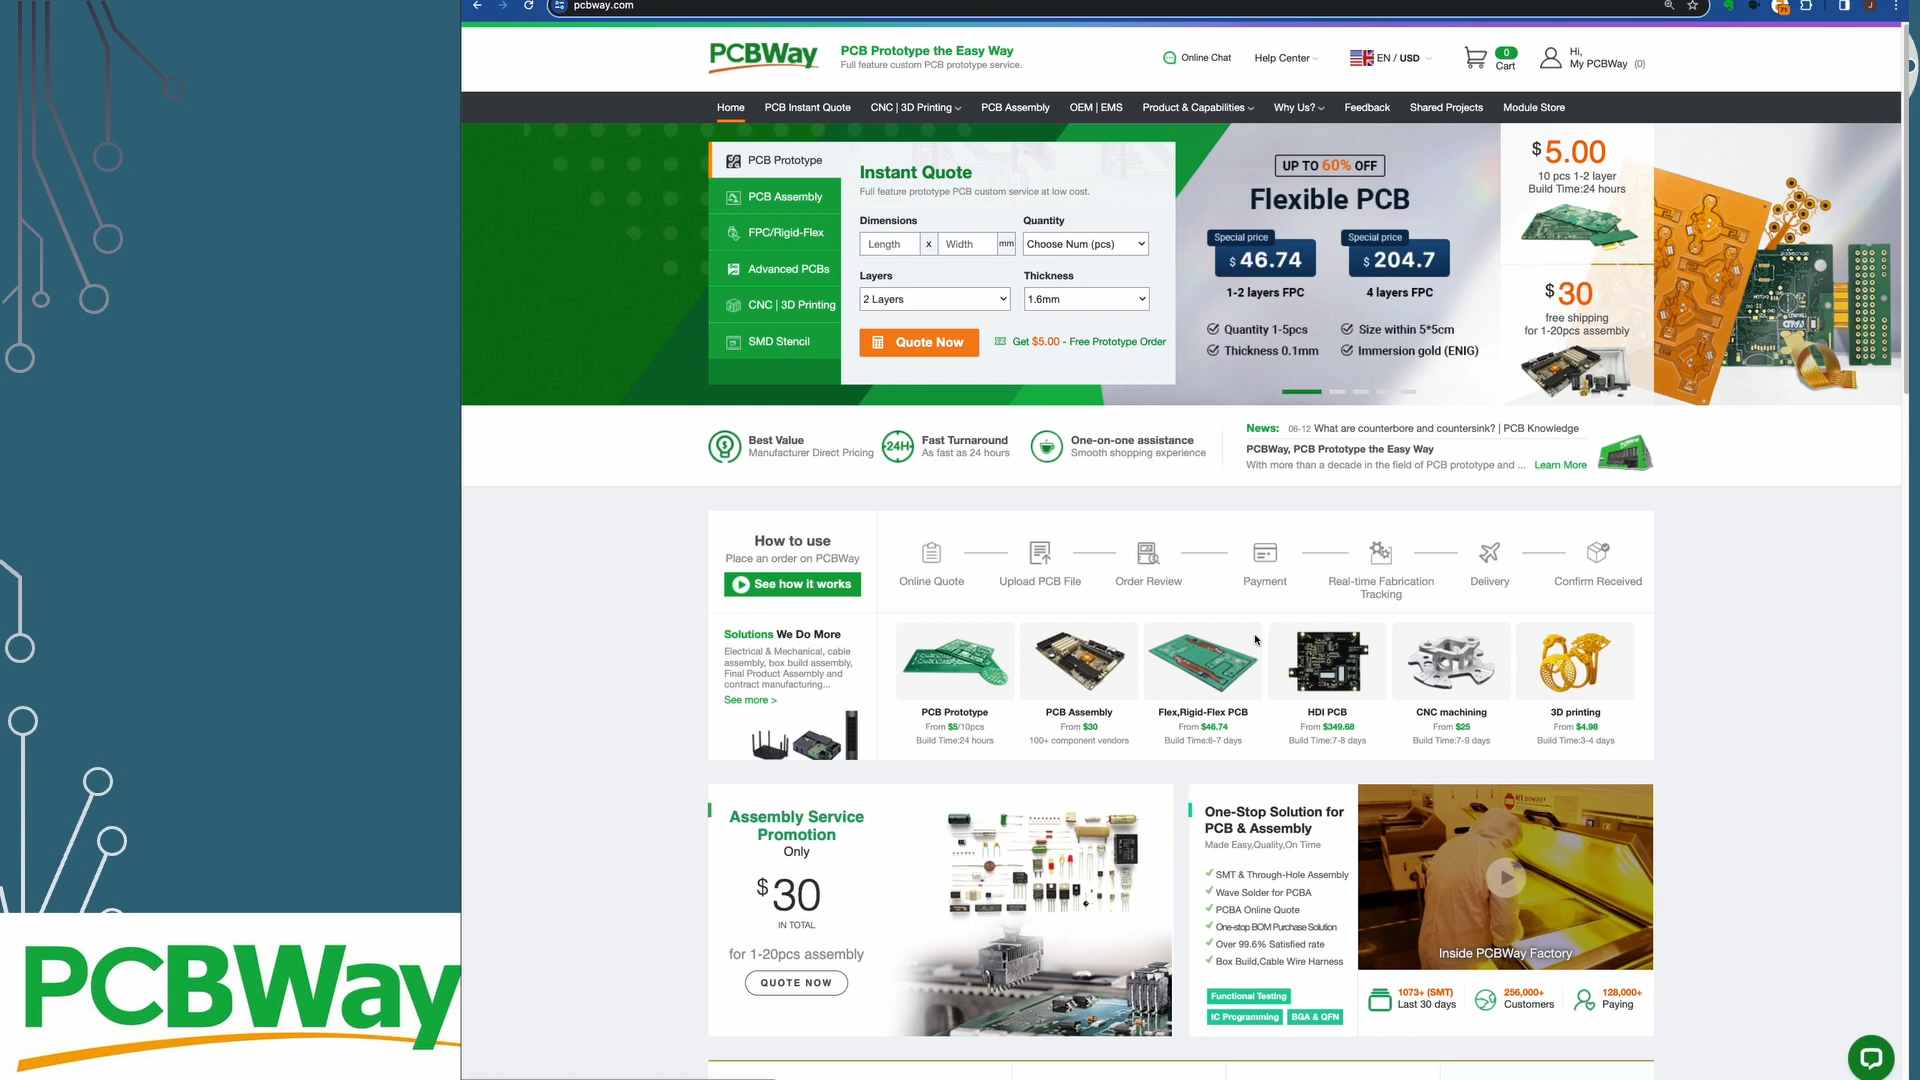 pcbway.com
71
J
PCBWay
PCB Prototype the Easy Way
Full feature custom PCB prototype service.
Online Chat
Help Center
EN / USD
0
Cart
Hi,
My PCBWay (0)
Home
PCB Instant Quote
CNC | 3D Printing
PCB Assembly
OEM | EMS
Product & Capabilities
Why Us?
Feedback
Shared Projects
Module Store
PCB Prototype
PCB Assembly
FPC/Rigid-Flex
Advanced PCBs
CNC | 3D Printing
SMD Stencil
Instant Quote
Full feature prototype PCB custom service at low cost.
Dimensions
Quantity
Length x Width mm
Choose Num (pcs)
Layers
Thickness
2 Layers
1.6mm
Quote Now
Get $5.00 - Free Prototype Order
UP TO 60% OFF
Flexible PCB
Special price
$ 46.74
1-2 layers FPC
Special price
$ 204.7
4 layers FPC
Quantity 1-5pcs
Size within 5*5cm
Thickness 0.1mm
Immersion gold (ENIG)
$5.00
10 pcs 1-2 layer
Build Time:24 hours
$30
free shipping
for 1-20pcs assembly
Best Value
Manufacturer Direct Pricing
24H
Fast Turnaround
As fast as 24 hours
One-on-one assistance
Smooth shopping experience
News: 06-12 What are counterbore and countersink? | PCB Knowledge
PCBWay, PCB Prototype the Easy Way
With more than a decade in the field of PCB prototype and ... Learn More
How to use
Place an order on PCBWay
See how it works
Online Quote
Upload PCB File
Order Review
Payment
Real-time Fabrication
Tracking
Delivery
Confirm Received
Solutions We Do More
Electrical & Mechanical, cable
assembly, box build assembly,
Final Product Assembly and
contract manufacturing...
See more >
PCB Prototype
From $5/10pcs
Build Time:24 hours
PCB Assembly
From $30
100+ component vendors
Flex,Rigid-Flex PCB
From $46.74
Build Time:6-7 days
HDI PCB
From $349.68
Build Time:7-8 days
CNC machining
From $25
Build Time:7-9 days
3D printing
From $4.98
Build Time:3-4 days
Assembly Service
Promotion
Only
$30
IN TOTAL
for 1-20pcs assembly
QUOTE NOW
One-Stop Solution for
PCB & Assembly
Made Easy,Quality,On Time
SMT & Through-Hole Assembly
Wave Solder for PCBA
PCBA Online Quote
One-stop BOM Purchase Solution
Over 99.6% Satisfied rate
Box Build,Cable Wire Harness
Functional Testing
IC Programming
BGA & QFN
Inside PCBWay Factory
1073+ (SMT)
Last 30 days
256,000+
Customers
128,000+
Paying
PCBWay